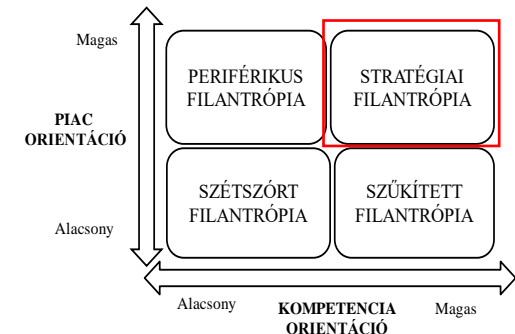 Magas
PERIFÉRIKUS
FILANTRÓPIA
STRATÉGIAI
FILANTRÓPIA
PIAC
ORIENTÁCIÓ
SZÉTSZÓRT
FILANTRÓPIA
SZŰKÍTETT
FILANTRÓPIA
Alacsony
Alacsony
KOMPETENCIA
ORIENTÁCIÓ
Magas